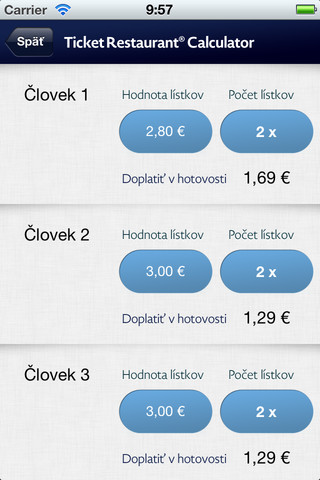 Carrier 9:57
Späť Ticket Restaurant® Calculator
Človek 1 Hodnota lístkov Počet lístkov
2,80 € 2 x
Doplatiť v hotovosti 1,69 €
Človek 2 Hodnota lístkov Počet lístkov
3,00 € 2 x
Doplatiť v hotovosti 1,29 €
Človek 3 Hodnota lístkov Počet lístkov
3,00 € 2 x
Doplatiť v hotovosti 1,29 €